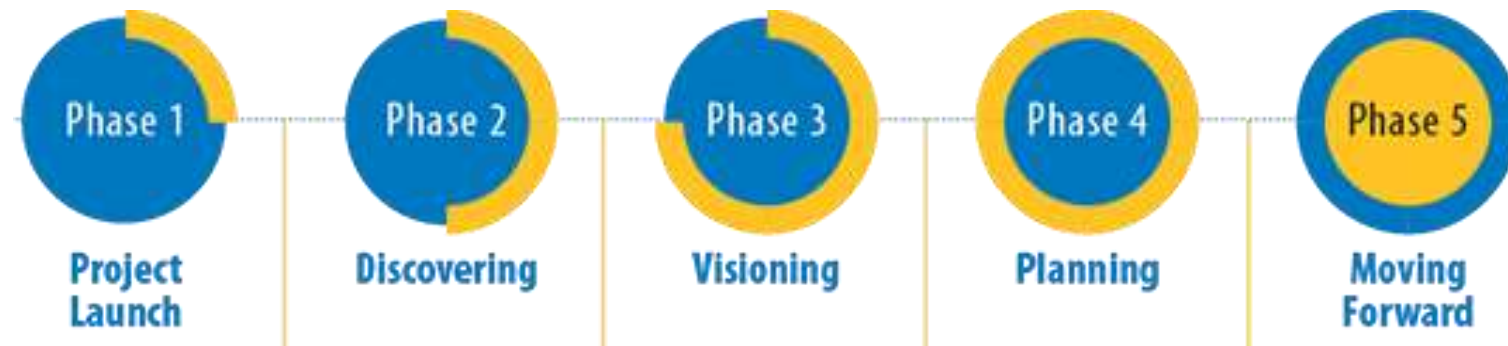 Phase 1
Phase 2
Phase 3
Phase 4
Phase 5
Project
Launch
Discovering
Visioning
Planning
Moving
Forward